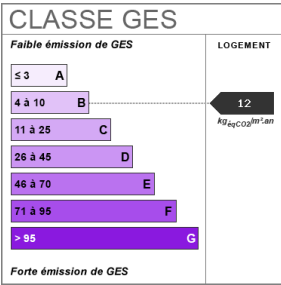 CLASSE GES
Faible émission de GES
LOGEMENT
≤ 3 A
4 à 10 B
12
kgéqCO2/m².an
11 à 25 C
26 à 45 D
46 à 70 E
71 à 95 F
> 95 G
Forte émission de GES